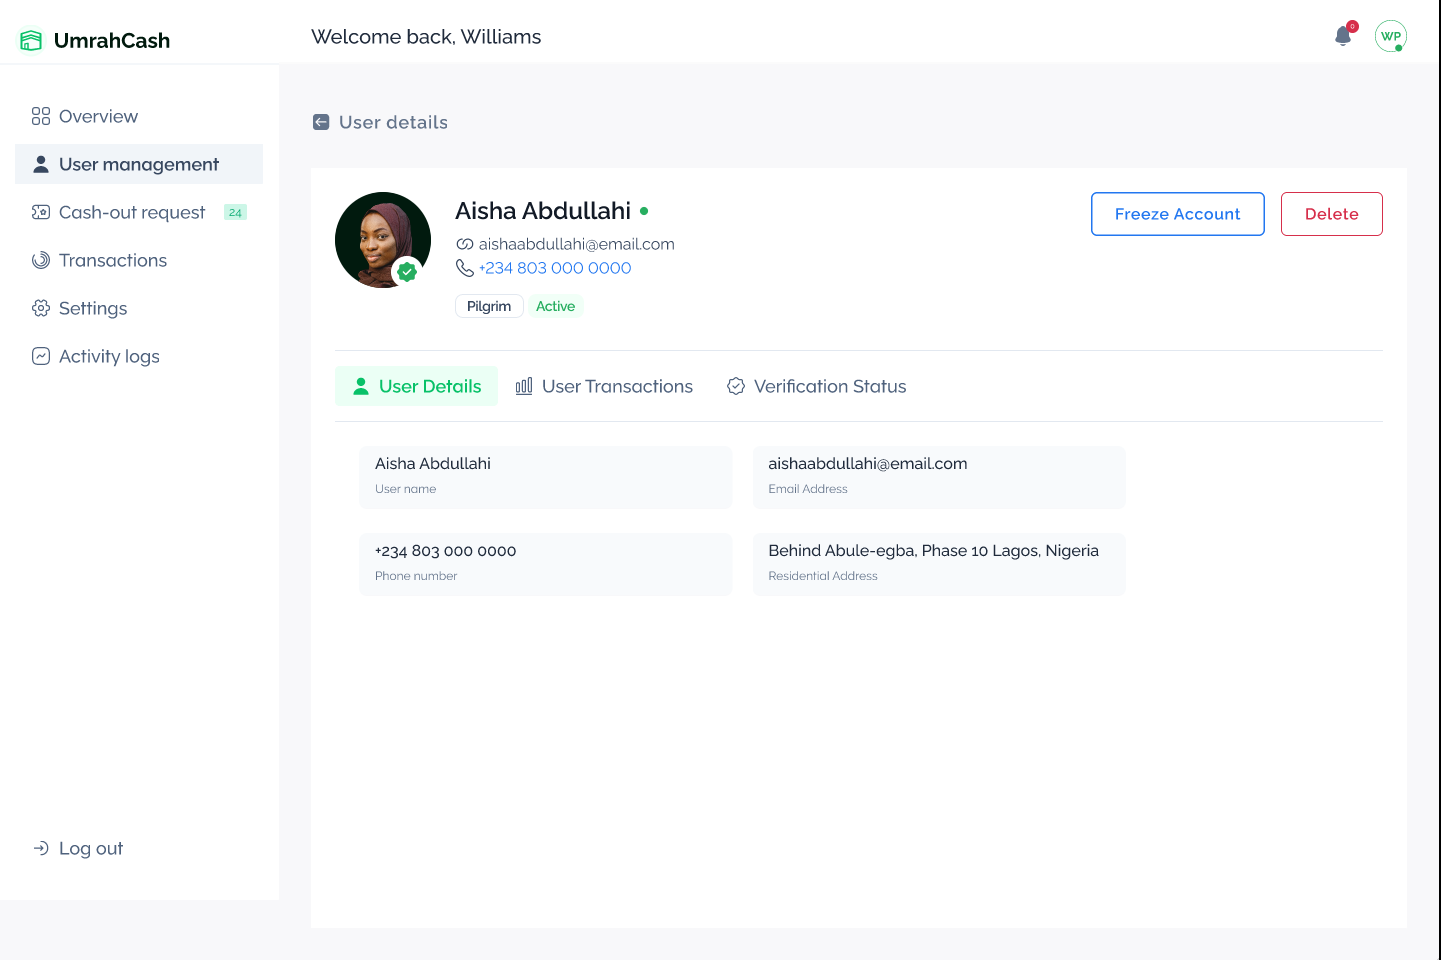 UmrahCash
Welcome back, Williams
0
WP
Overview
User management
Cash-out request 24
Transactions
Settings
Activity logs
Log out
User details
Aisha Abdullahi
aishaabdullahi@email.com
+234 803 000 0000
Pilgrim Active
Freeze Account
Delete
User Details User Transactions Verification Status
Aisha Abdullahi
User name
aishaabdullahi@email.com
Email Address
+234 803 000 0000
Phone number
Behind Abule-egba, Phase 10 Lagos, Nigeria
Residential Address